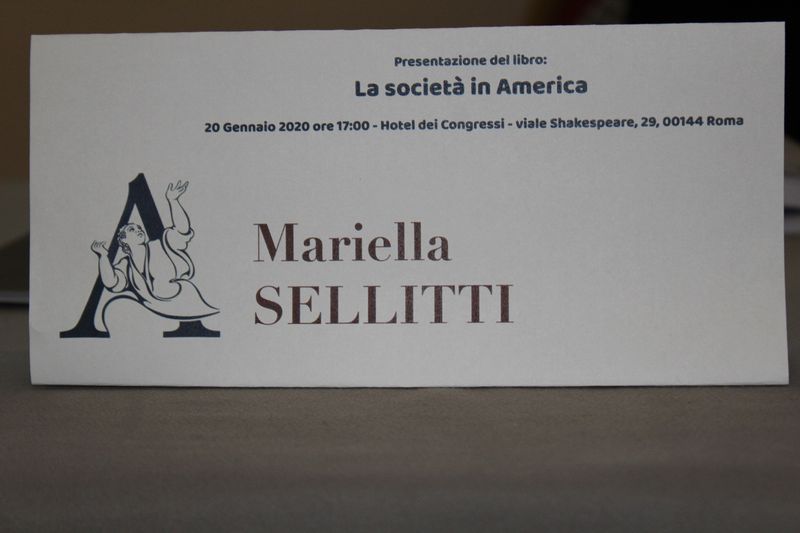 Presentazione del libro:
La società in America
20 Gennaio 2020 ore 17:00 - Hotel dei Congressi - viale Shakespeare, 29, 00144 Roma
A
Mariella
SELLITTI